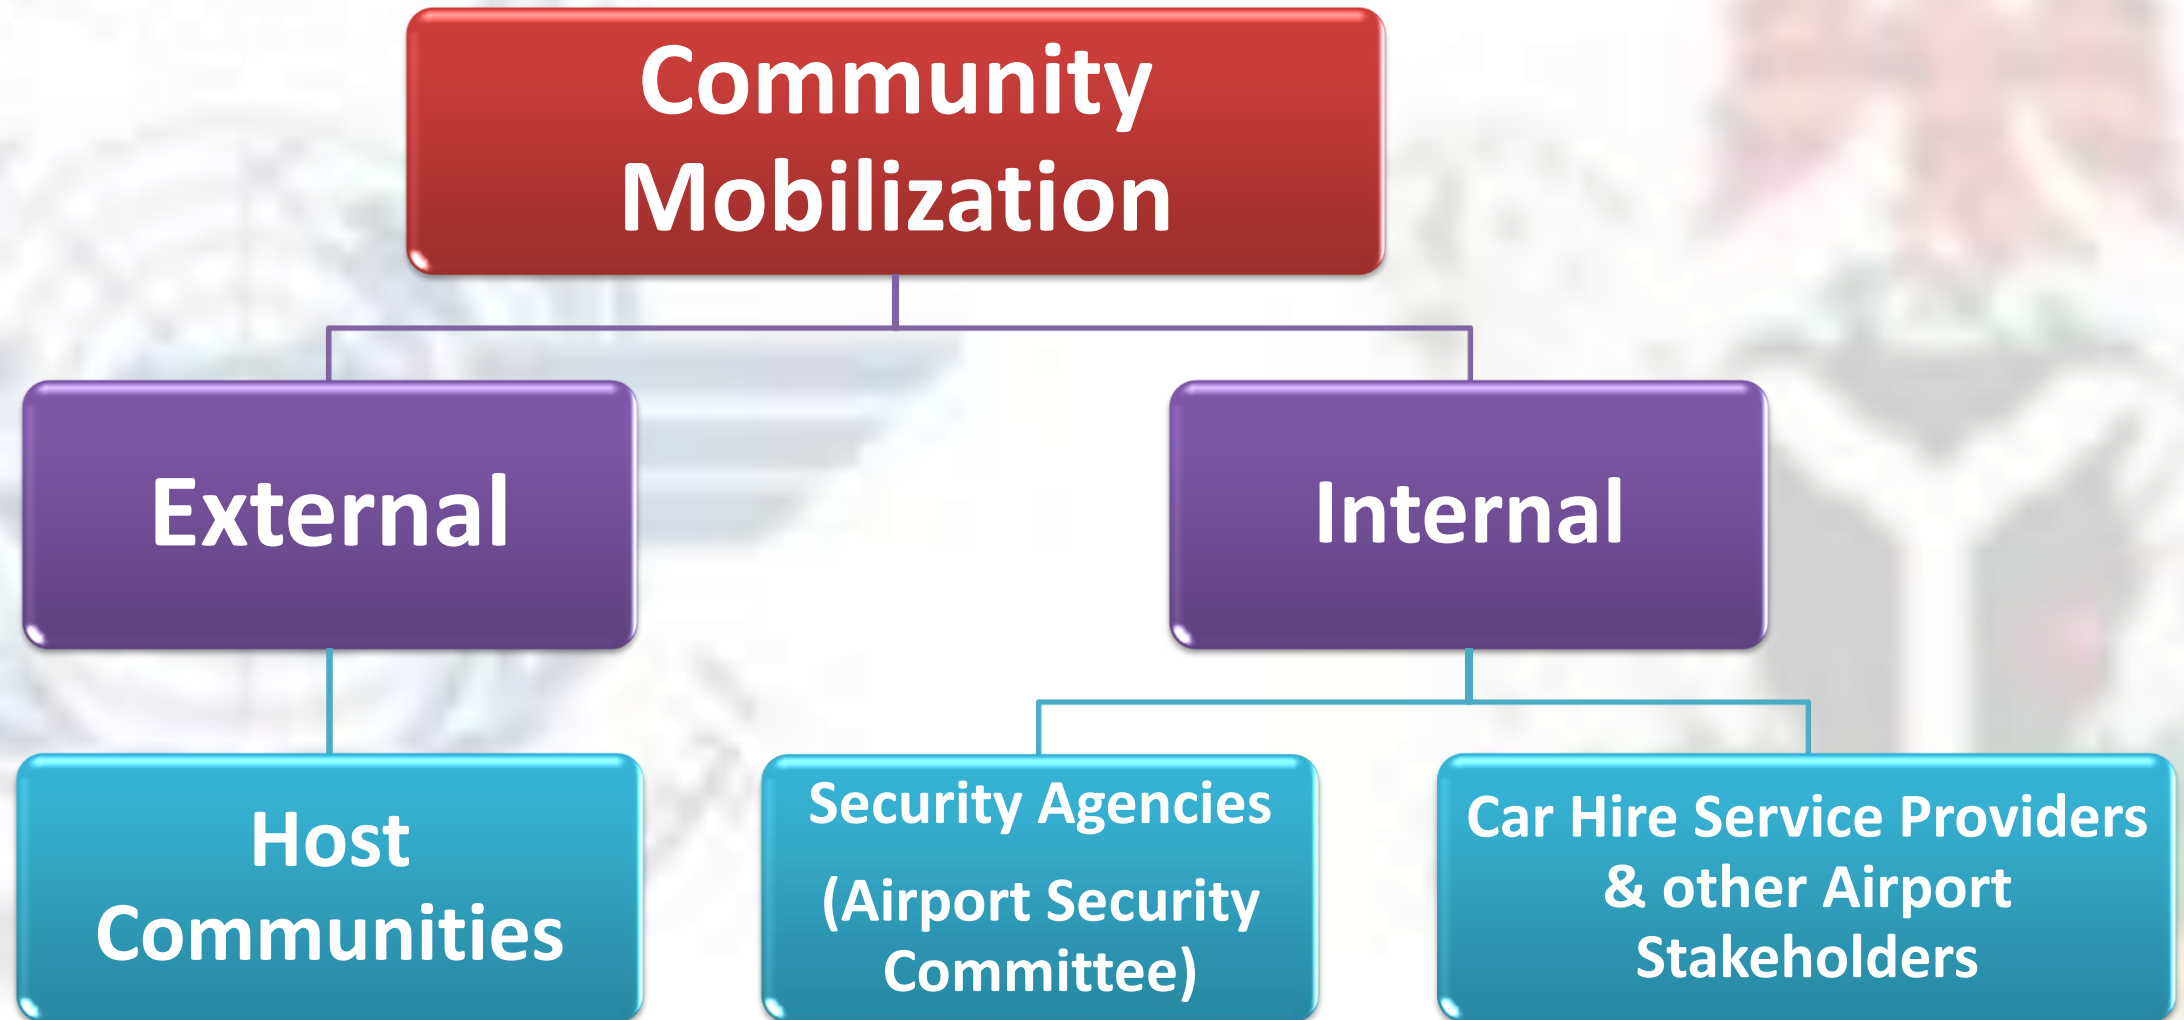 Community
Mobilization
External
Internal
Host
Communities
Security Agencies
(Airport Security
Committee)
Car Hire Service Providers
& other Airport
Stakeholders